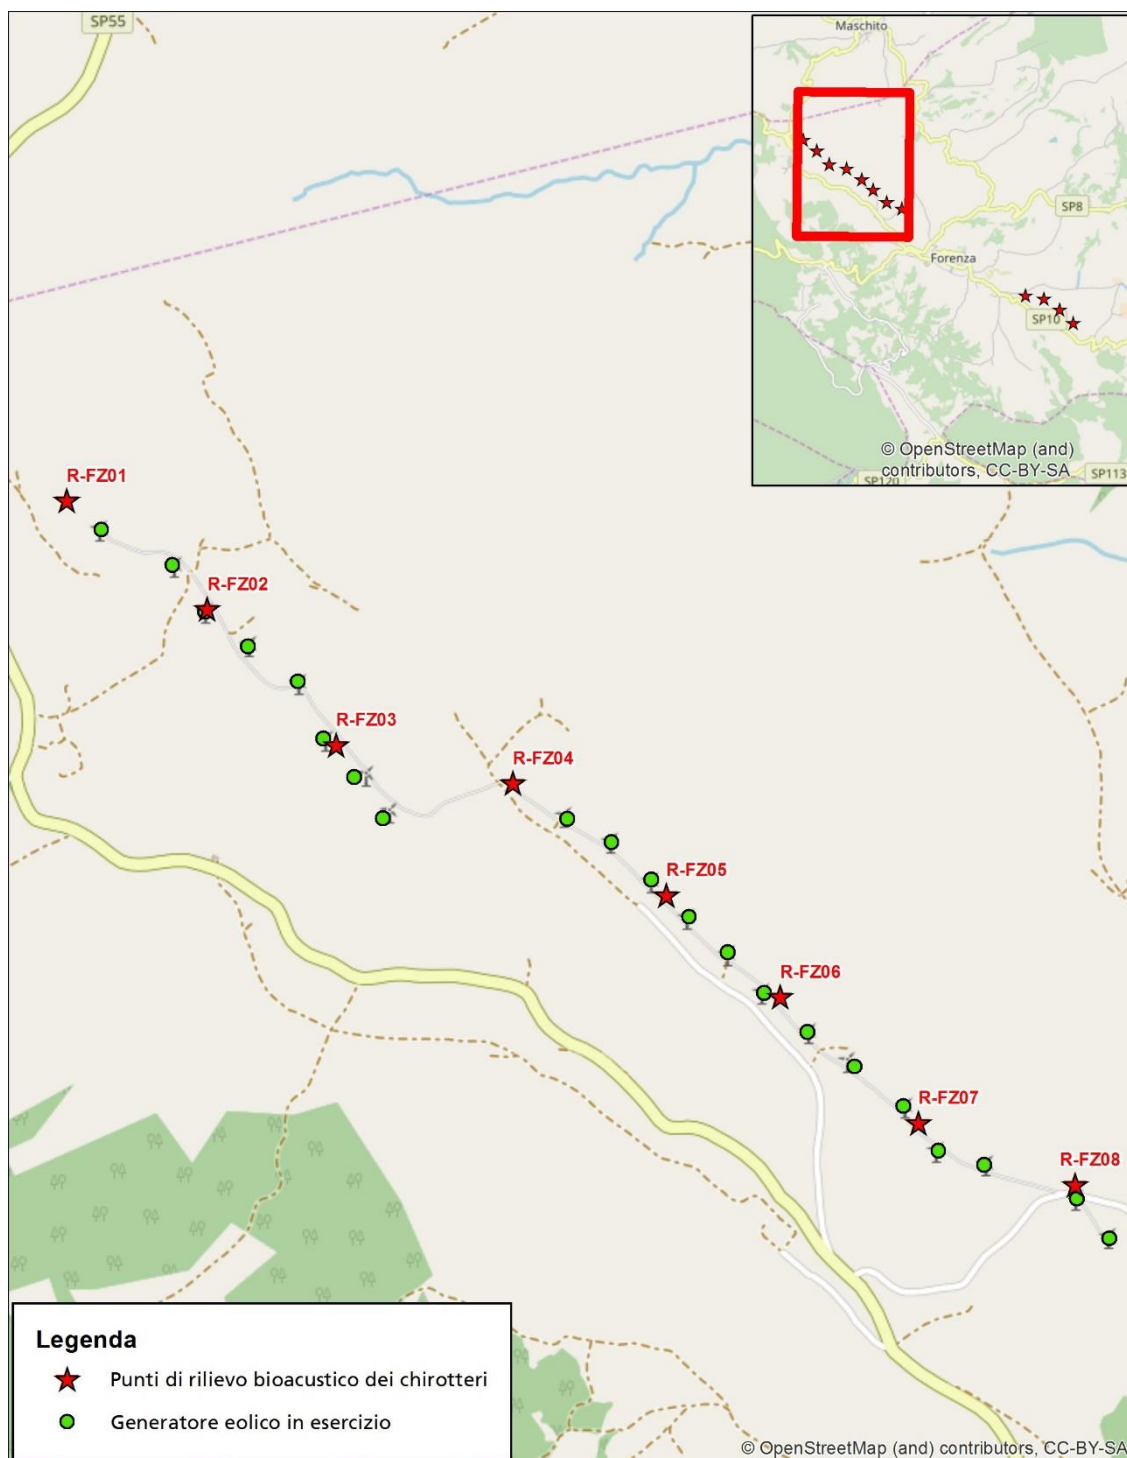 SP55
Maschito
SP8
Forenza
SP10
© OpenStreetMap (and)
contributors, CC-BY-SA
SP120
SP113
R-FZ01
R-FZ02
R-FZ03
R-FZ04
R-FZ05
R-FZ06
R-FZ07
R-FZ08
Legenda
Punti di rilievo bioacustico dei chirotteri
Generatore eolico in esercizio
© OpenStreetMap (and) contributors, CC-BY-SA